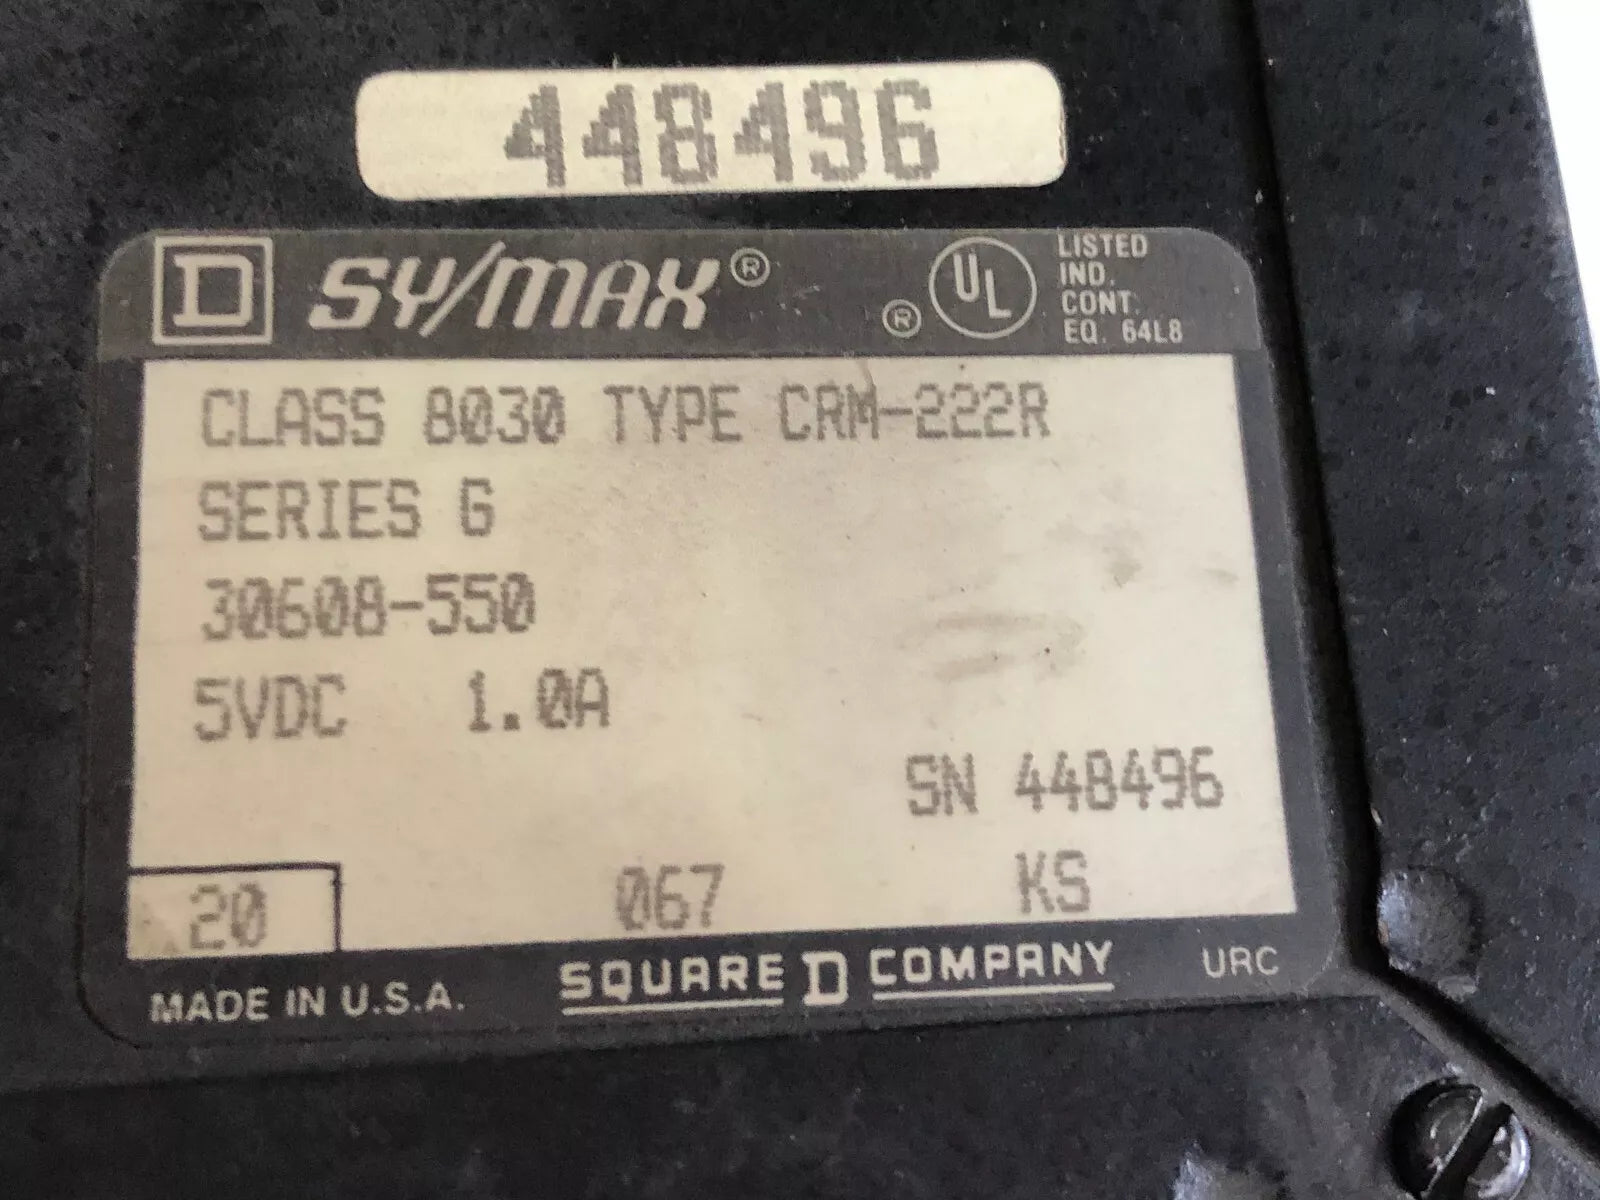 448496
D SY/MAX® ® UL LISTED
IND.
CONT.
EQ. 64L8
CLASS 8030 TYPE CRM-222R
SERIES G
30608-550
5VDC 1.0A
SN 448496
20 067 KS
MADE IN U.S.A. SQUARE D COMPANY URC